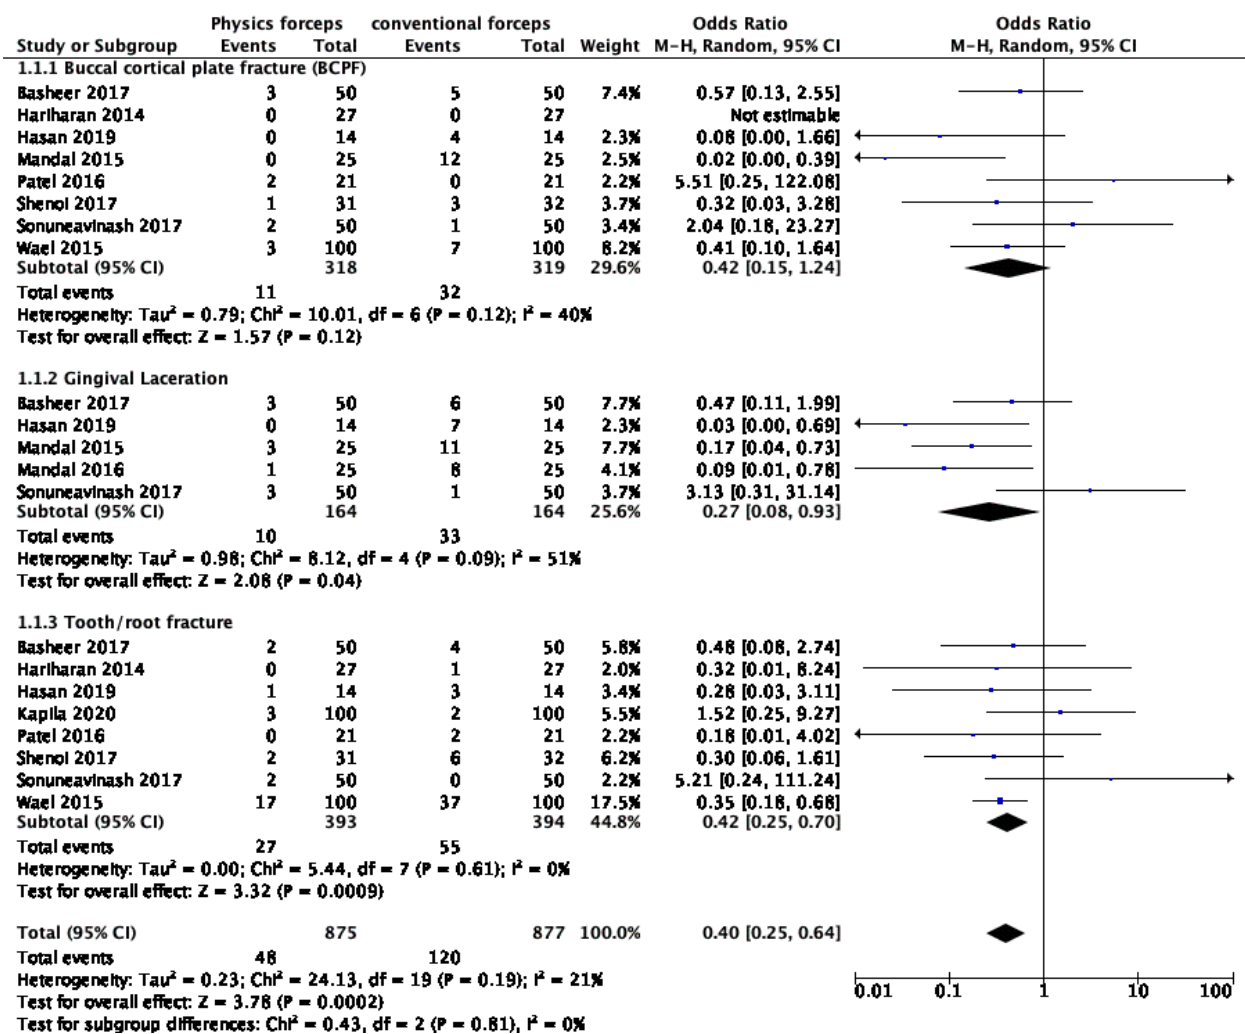 Physics forceps conventional forceps Odds Ratio Odds Ratio
Study or Subgroup Events Total Events Total Weight M-H, Random, 95% CI M-H, Random, 95% CI
1.1.1 Buccal cortical plate fracture (BCPF)
Basheer 2017 3 50 5 50 7.4% 0.57 [0.13, 2.55]
Hariharan 2014 0 27 0 27 Not estimable
Hasan 2019 0 14 4 14 2.3% 0.08 [0.00, 1.66]
Mandal 2015 0 25 12 25 2.5% 0.02 [0.00, 0.39]
Patel 2016 2 21 0 21 2.2% 5.51 [0.25, 122.08]
Shenoi 2017 1 31 3 32 3.7% 0.32 [0.03, 3.28]
Sonuneavinash 2017 2 50 1 50 3.4% 2.04 [0.18, 23.27]
Wael 2015 3 100 7 100 8.2% 0.41 [0.10, 1.64]
Subtotal (95% CI) 318 319 29.6% 0.42 [0.15, 1.24]
Total events 11 32
Heterogeneity: Tau² = 0.79; Chi² = 10.01, df = 6 (P = 0.12); I² = 40%
Test for overall effect: Z = 1.57 (P = 0.12)
1.1.2 Gingival Laceration
Basheer 2017 3 50 6 50 7.7% 0.47 [0.11, 1.99]
Hasan 2019 0 14 7 14 2.3% 0.03 [0.00, 0.69]
Mandal 2015 3 25 11 25 7.7% 0.17 [0.04, 0.73]
Mandal 2016 1 25 8 25 4.1% 0.09 [0.01, 0.78]
Sonuneavinash 2017 3 50 1 50 3.7% 3.13 [0.31, 31.14]
Subtotal (95% CI) 164 164 25.6% 0.27 [0.08, 0.93]
Total events 10 33
Heterogeneity: Tau² = 0.98; Chi² = 8.12, df = 4 (P = 0.09); I² = 51%
Test for overall effect: Z = 2.08 (P = 0.04)
1.1.3 Tooth/root fracture
Basheer 2017 2 50 4 50 5.8% 0.48 [0.08, 2.74]
Hariharan 2014 0 27 1 27 2.0% 0.32 [0.01, 8.24]
Hasan 2019 1 14 3 14 3.4% 0.28 [0.03, 3.11]
Kapila 2020 3 100 2 100 5.5% 1.52 [0.25, 9.27]
Patel 2016 0 21 2 21 2.2% 0.18 [0.01, 4.02]
Shenoi 2017 2 31 6 32 6.2% 0.30 [0.06, 1.61]
Sonuneavinash 2017 2 50 0 50 2.2% 5.21 [0.24, 111.24]
Wael 2015 17 100 37 100 17.5% 0.35 [0.18, 0.68]
Subtotal (95% CI) 393 394 44.8% 0.42 [0.25, 0.70]
Total events 27 55
Heterogeneity: Tau² = 0.00; Chi² = 5.44, df = 7 (P = 0.61); I² = 0%
Test for overall effect: Z = 3.32 (P = 0.0009)
Total (95% CI) 875 877 100.0% 0.40 [0.25, 0.64]
Total events 48 120
Heterogeneity: Tau² = 0.23; Chi² = 24.13, df = 19 (P = 0.19); I² = 21%
Test for overall effect: Z = 3.78 (P = 0.0002)
Test for subgroup differences: Chi² = 0.43, df = 2 (P = 0.81), I² = 0%
0.01 0.1 1 10 100